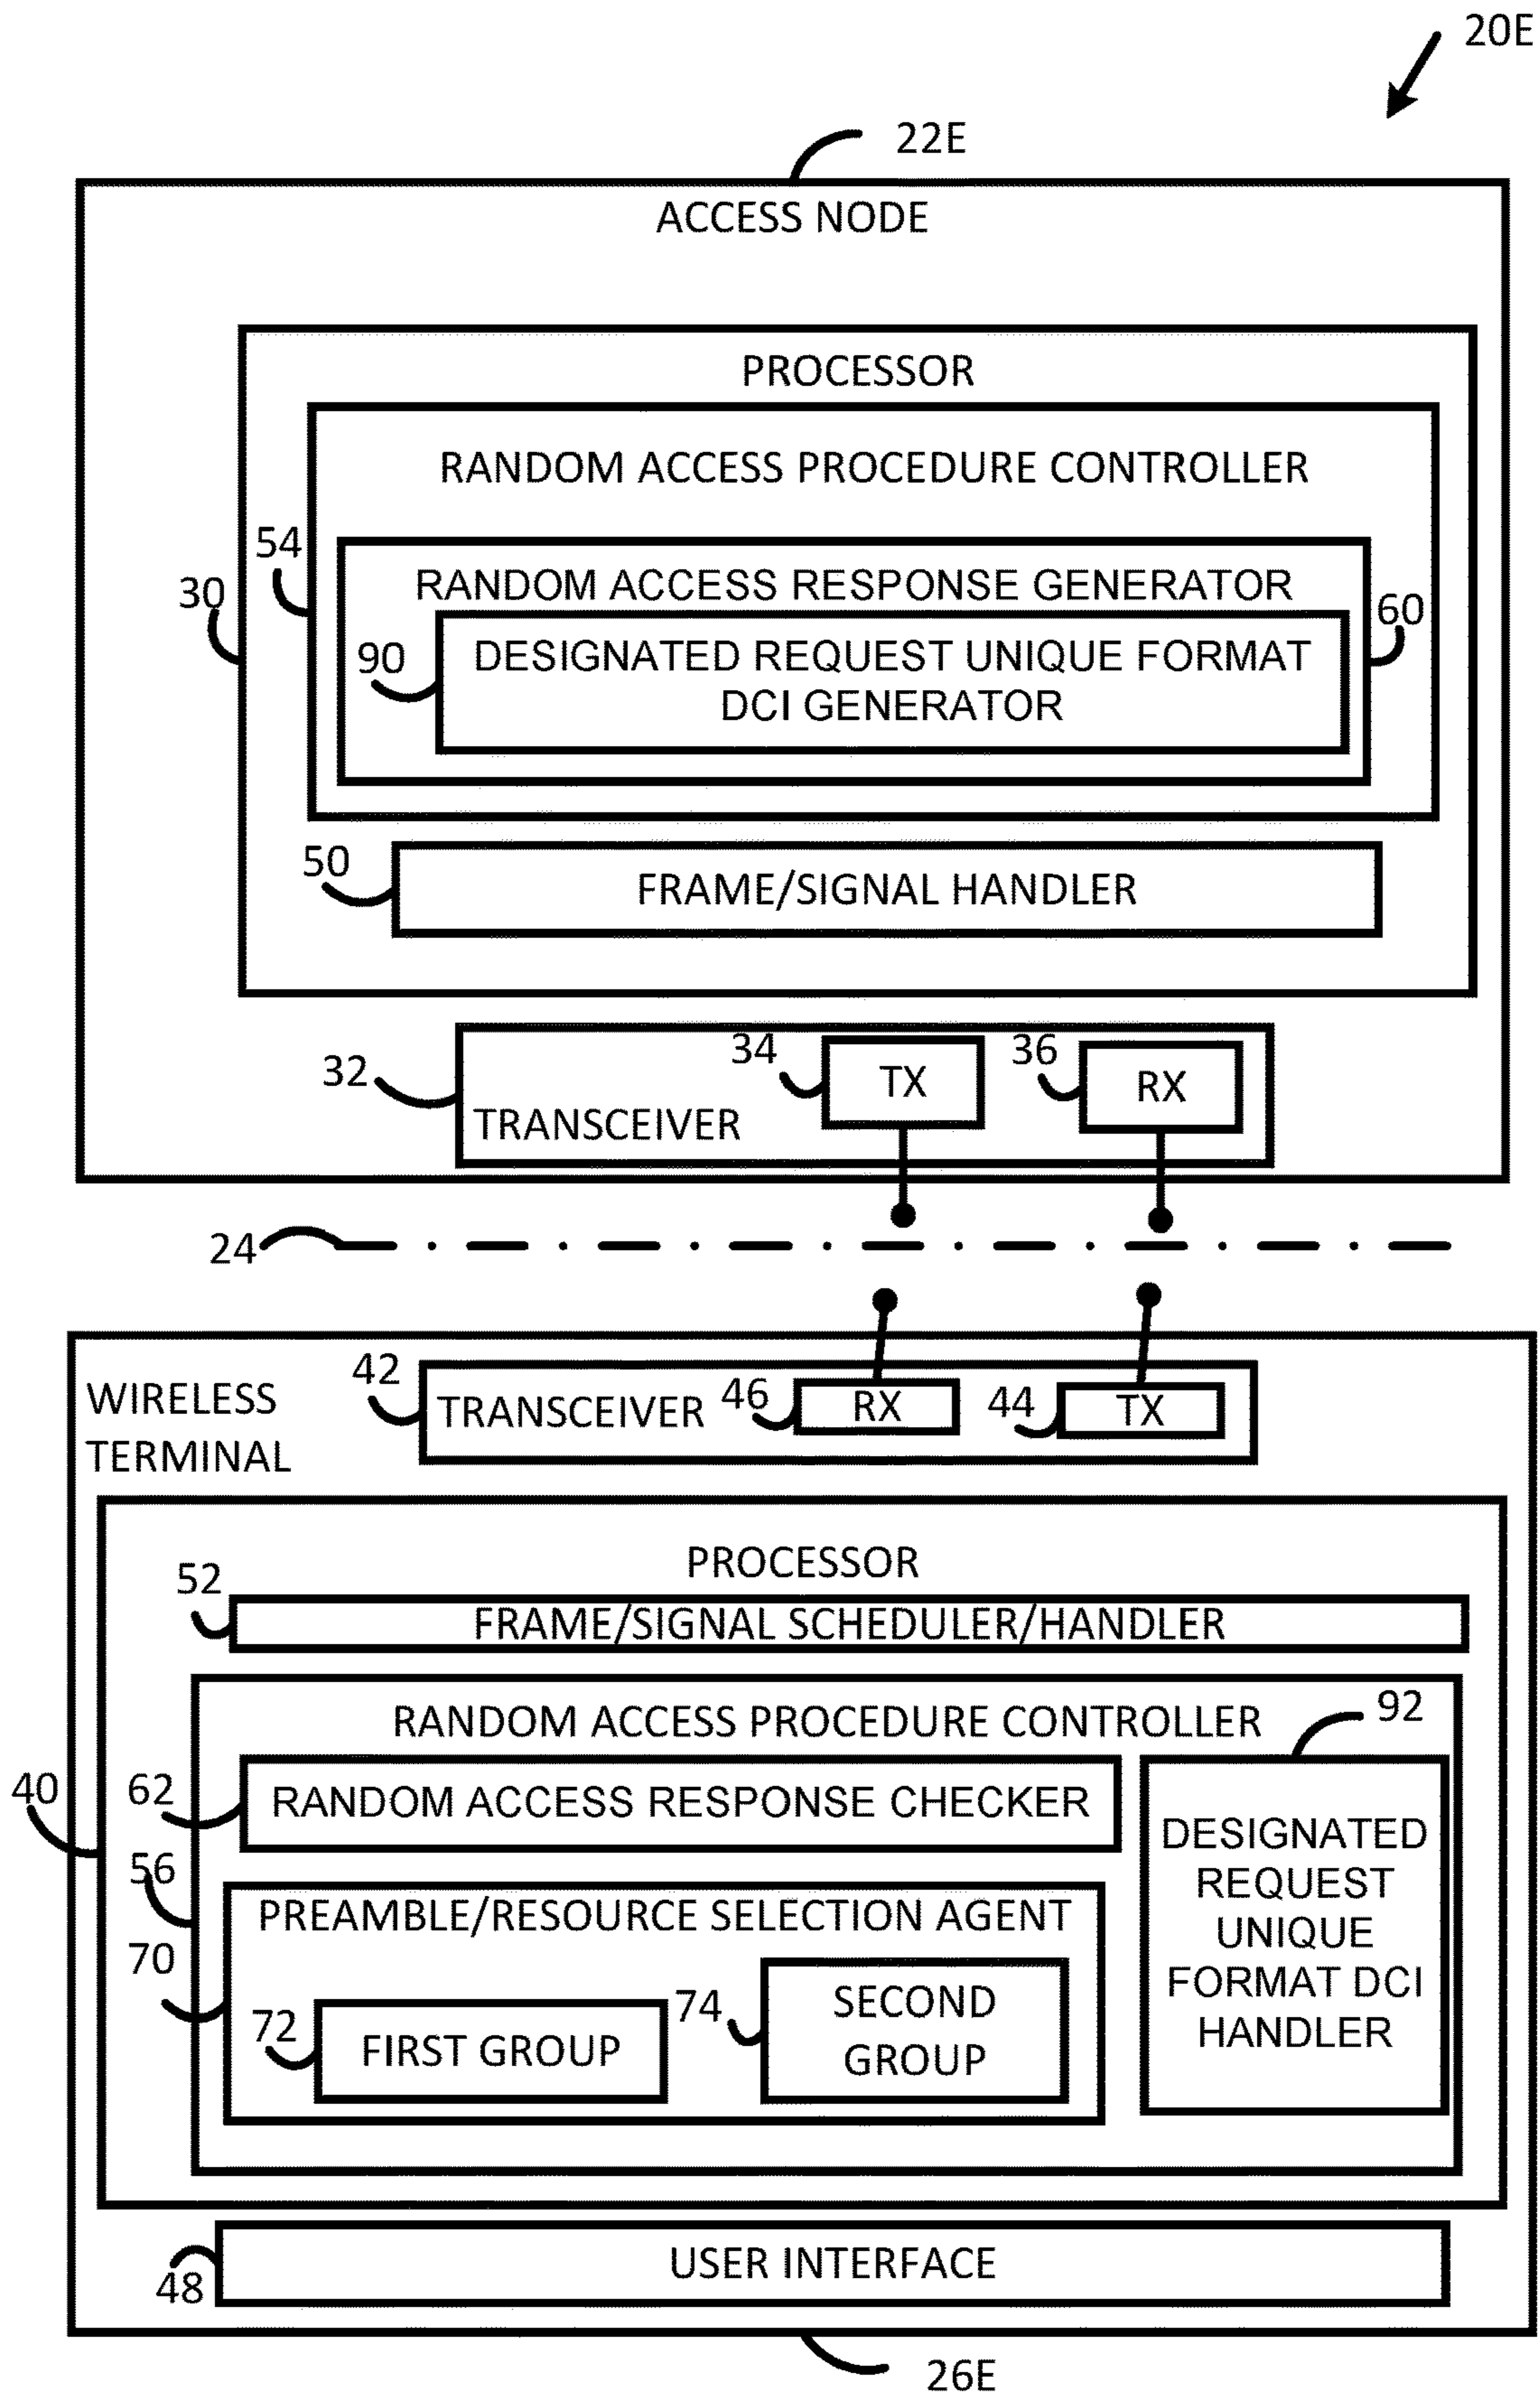 20E
22E
ACCESS NODE
PROCESSOR
RANDOM ACCESS PROCEDURE CONTROLLER
54
RANDOM ACCESS RESPONSE GENERATOR
30
60
90
DESIGNATED REQUEST UNIQUE FORMAT
DCI GENERATOR
50
FRAME/SIGNAL HANDLER
34
36
32
TX
RX
TRANSCEIVER
24
42
WIRELESS
TERMINAL
TRANSCEIVER
46
RX
44
TX
PROCESSOR
52
FRAME/SIGNAL SCHEDULER/HANDLER
92
RANDOM ACCESS PROCEDURE CONTROLLER
40
62
RANDOM ACCESS RESPONSE CHECKER
DESIGNATED
REQUEST
UNIQUE
FORMAT DCI
HANDLER
56
PREAMBLE/RESOURCE SELECTION AGENT
70
72
FIRST GROUP
74
SECOND
GROUP
USER INTERFACE
48
26E